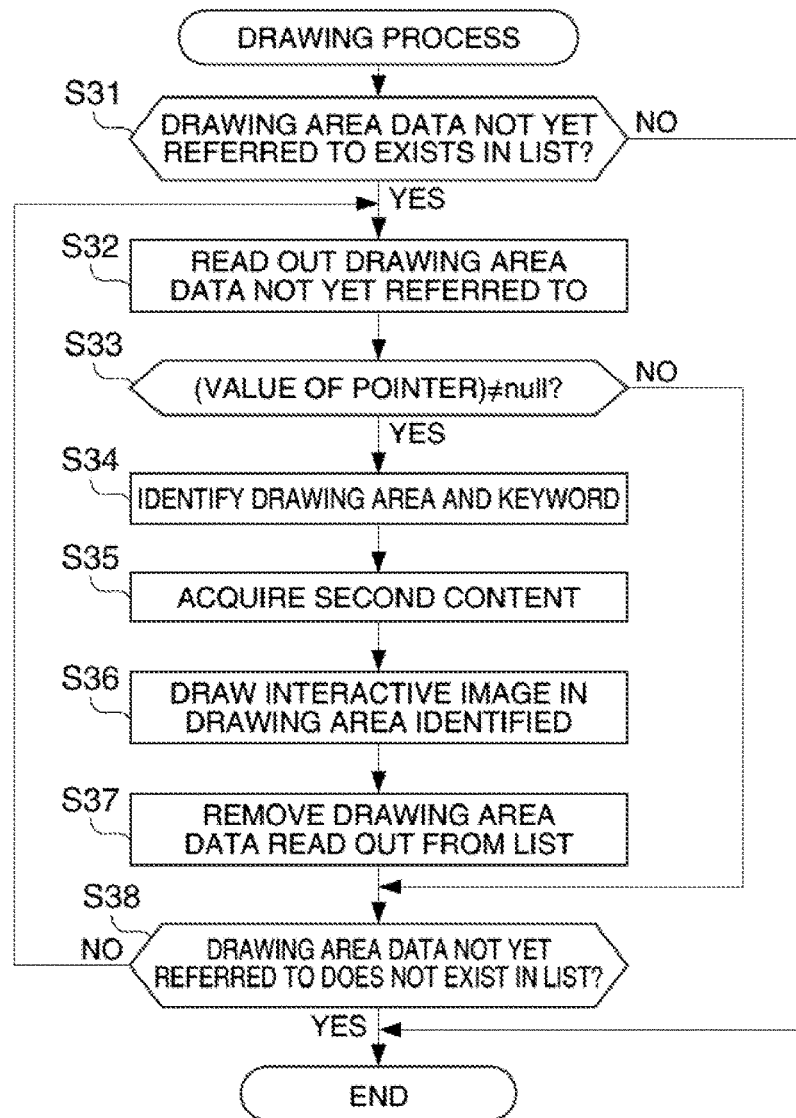 DRAWING PROCESS
S31
DRAWING AREA DATA NOT YET
REFERRED TO EXISTS IN LIST?
NO
YES
S32
READ OUT DRAWING AREA
DATA NOT YET REFERRED TO
S33
(VALUE OF POINTER)≠null?
NO
YES
S34
IDENTIFY DRAWING AREA AND KEYWORD
S35
ACQUIRE SECOND CONTENT
S36
DRAW INTERACTIVE IMAGE IN
DRAWING AREA IDENTIFIED
S37
REMOVE DRAWING AREA
DATA READ OUT FROM LIST
S38
NO
DRAWING AREA DATA NOT YET
REFERRED TO DOES NOT EXIST IN LIST?
YES
END